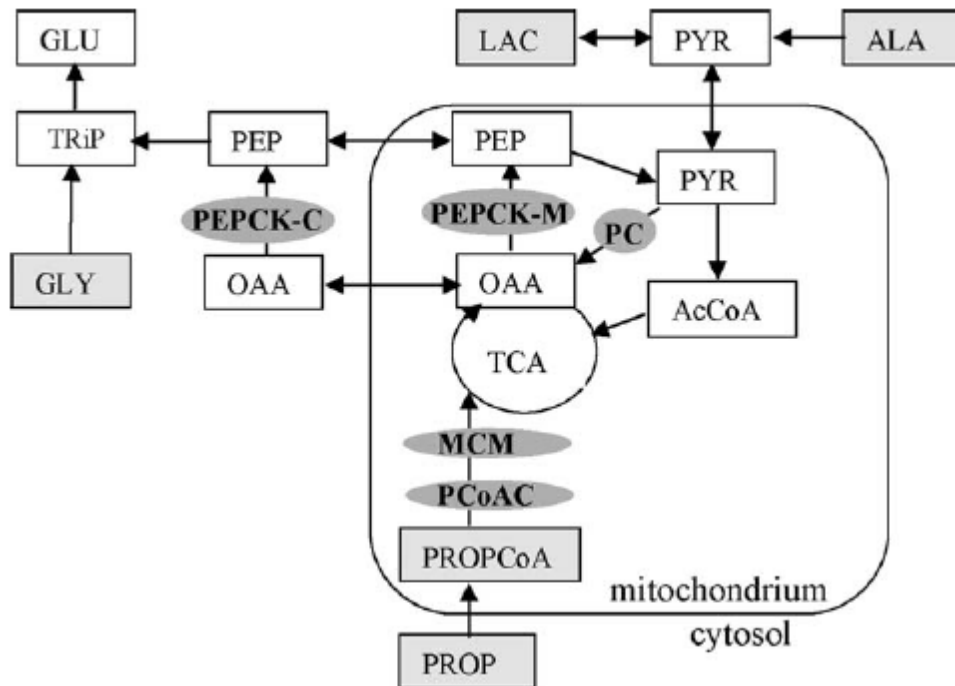 GLU
LAC
PYR
ALA
TRiP
PEP
PEP
PYR
PEPCK-C
PEPCK-M
PC
GLY
OAA
OAA
AcCoA
TCA
MCM
PCoAC
PROPCoA
mitochondrium
cytosol
PROP